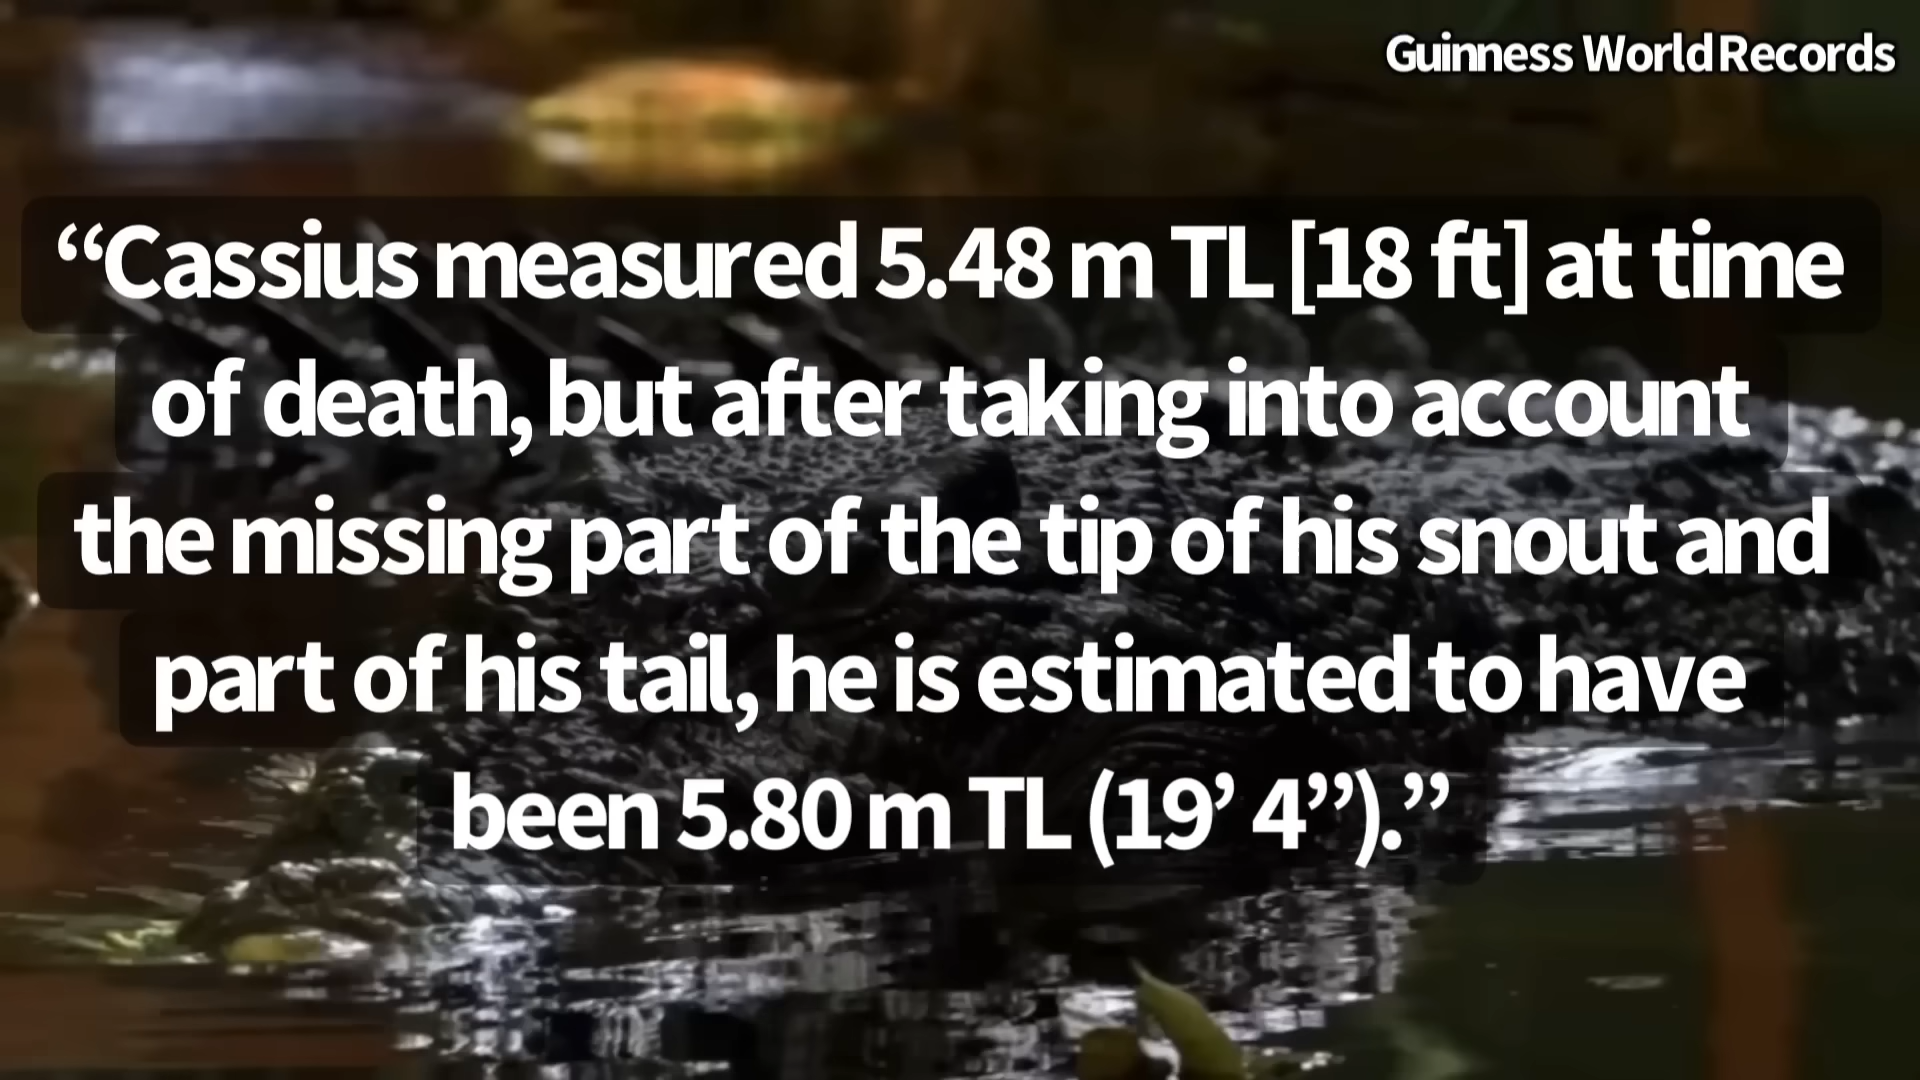 Guinness World Records
“Cassius measured 5.48 m TL [18 ft] at time
of death, but after taking into account
the missing part of the tip of his snout and
part of his tail, he is estimated to have
been 5.80 m TL (19’ 4”).”